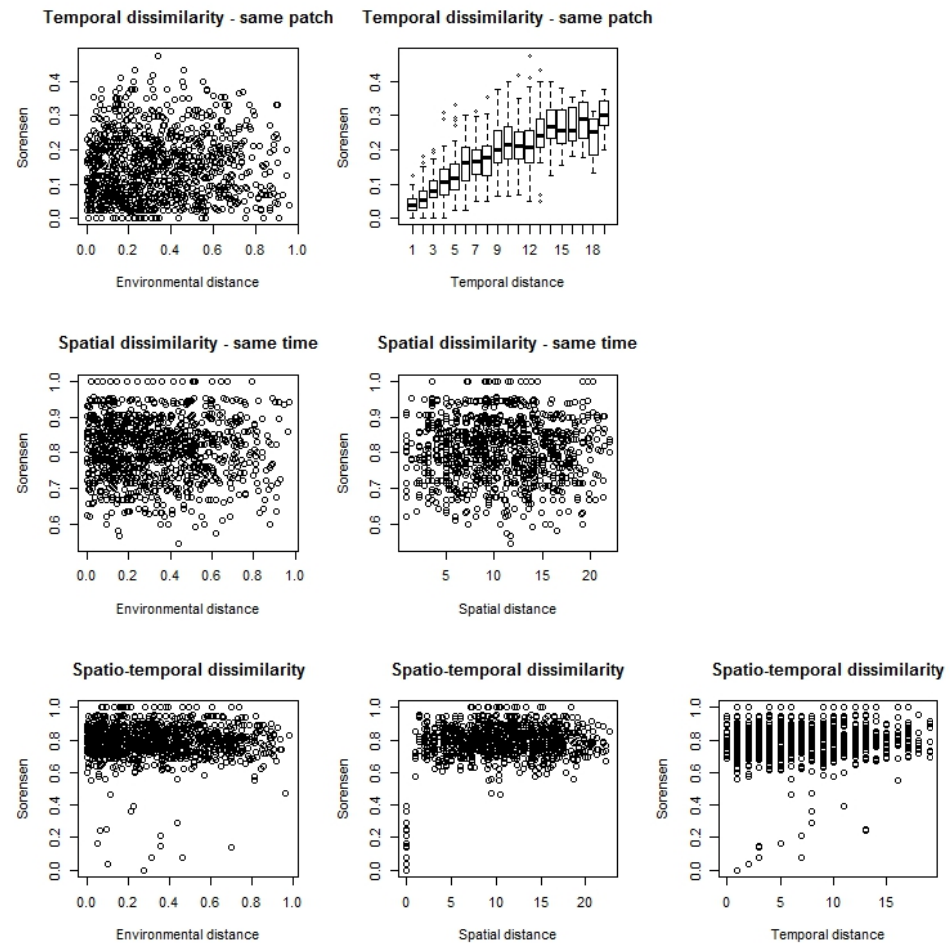 Temporal dissimilarity - same patch
Temporal dissimilarity - same patch
Sorensen
0.0 0.1 0.2 0.3 0.4
0.0 0.2 0.4 0.6 0.8 1.0
Environmental distance
Sorensen
0.0 0.1 0.2 0.3 0.4
1 3 5 7 9 12 15 18
Temporal distance
Spatial dissimilarity - same time
Spatial dissimilarity - same time
Sorensen
0.6 0.7 0.8 0.9 1.0
0.0 0.2 0.4 0.6 0.8 1.0
Environmental distance
Sorensen
0.6 0.7 0.8 0.9 1.0
5 10 15 20
Spatial distance
Spatio-temporal dissimilarity
Spatio-temporal dissimilarity
Spatio-temporal dissimilarity
Sorensen
0.0 0.2 0.4 0.6 0.8 1.0
0.0 0.2 0.4 0.6 0.8 1.0
Environmental distance
Sorensen
0.0 0.2 0.4 0.6 0.8 1.0
0 5 10 15 20
Spatial distance
Sorensen
0.0 0.2 0.4 0.6 0.8 1.0
0 5 10 15
Temporal distance